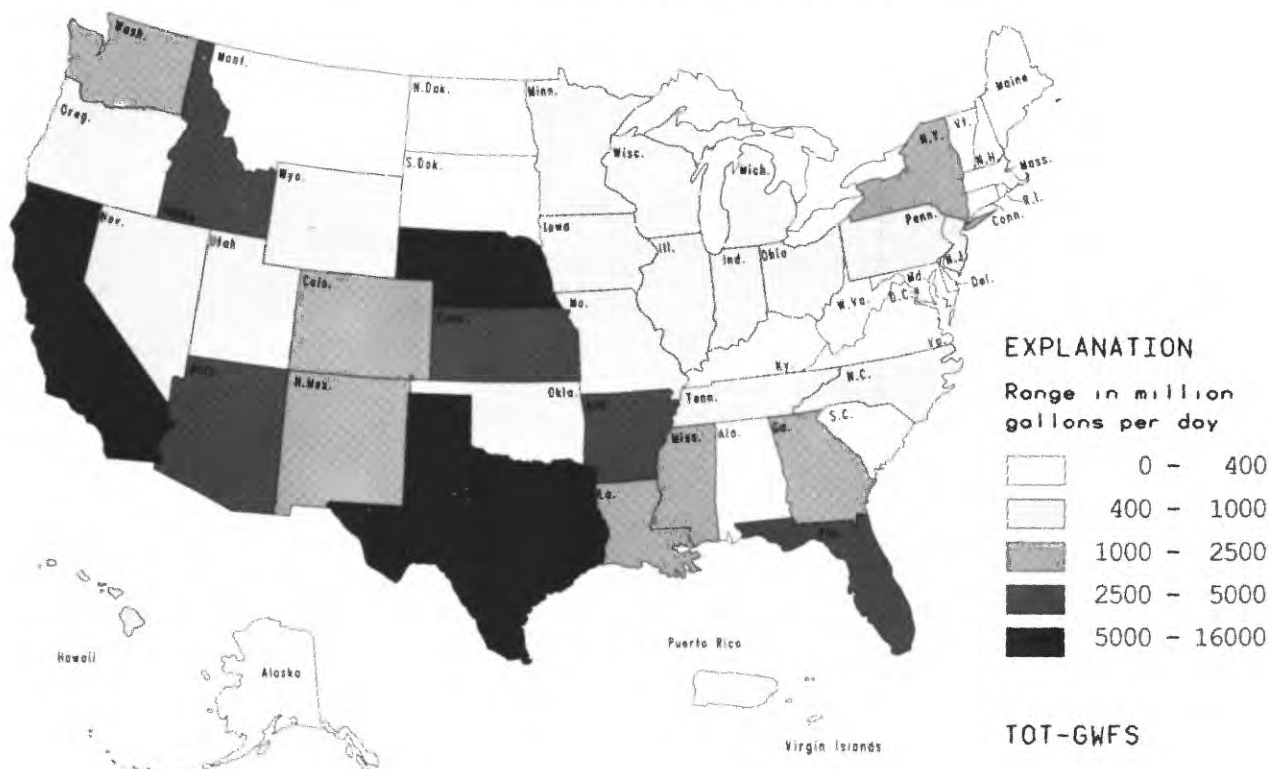 Wash.
Mont.
N.Dak.
Minn.
Maine
Oreg.
Vt.
N.Y.
N.H.
Mass.
Wisc.
Mich.
S.Dak.
Wyo.
R.I.
Conn.
Penn.
Idaho
Nev.
Utah
Iowa
Ill.
Ind.
Ohio
N.J.
Md.
Del.
D.C.*
W.Va.
Colo.
Kans.
Mo.
Va.
Ky.
N.C.
Ariz.
N.Mex.
Okla.
Ark.
Tenn.
S.C.
Miss.
Ala.
Ga.
La.
Fla.
Puerto Rico
Hawaii
Alaska
Virgin Islands
EXPLANATION
Range in million
gallons per day
0 - 400
400 - 1000
1000 - 2500
2500 - 5000
5000 - 16000
TOT-GWFS